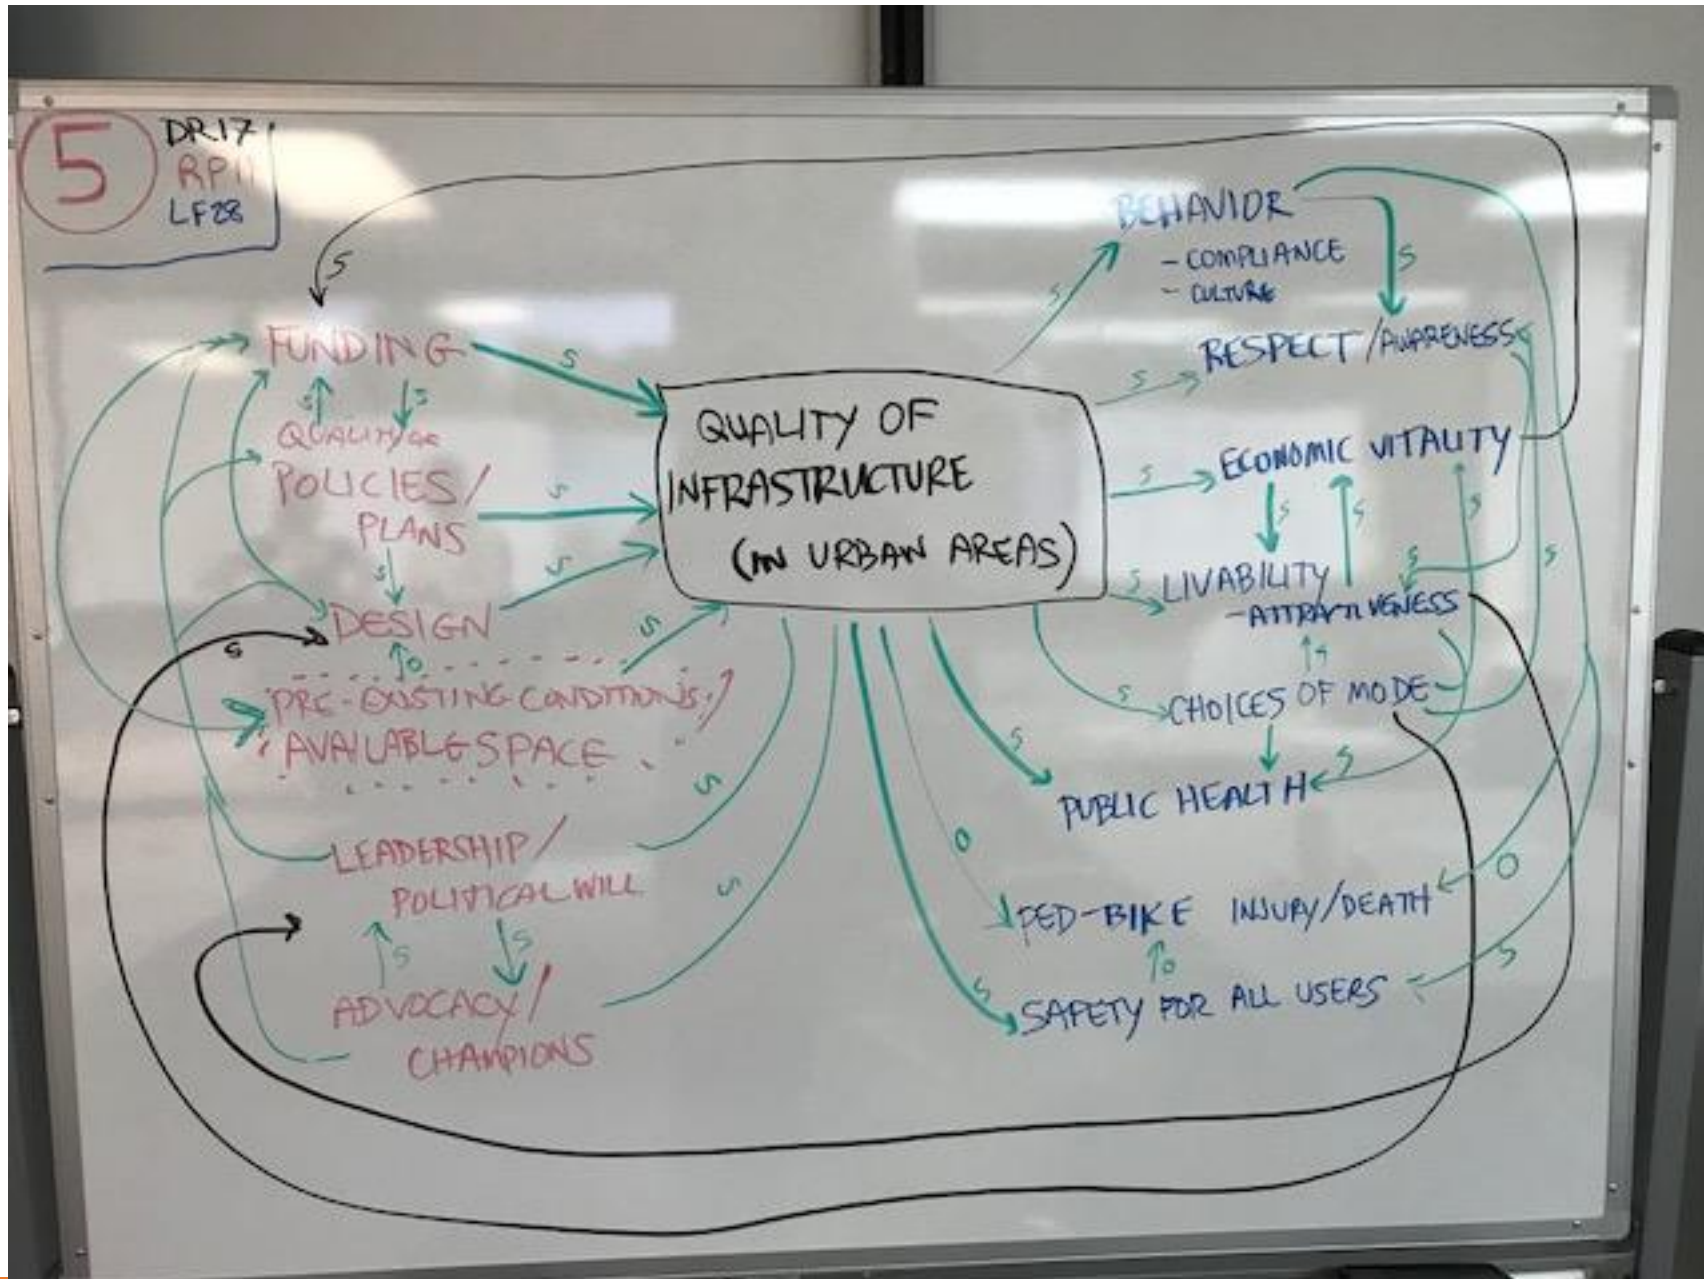 5
DR17
RP11
LF28
FUNDING
QUALITY OF
POLICIES/
PLANS
DESIGN
PRE-EXISTING CONDITIONS/
AVAILABLE SPACE
LEADERSHIP/
POLITICAL WILL
ADVOCACY/
CHAMPIONS
QUALITY OF
INFRASTRUCTURE
(IN URBAN AREAS)
BEHAVIOR
- COMPLIANCE
- CULTURE
RESPECT/AWARENESS
ECONOMIC VITALITY
LIVABILITY
- ATTRACTIVENESS
CHOICES OF MODE
PUBLIC HEALTH
PED-BIKE INJURY/DEATH
SAFETY FOR ALL USERS
S
S
S
S
S
S
S
S
O
S
S
S
S
S
S
S
S
S
S
S
S
O
S
S
S
S
S
S
S
S
O
S
O